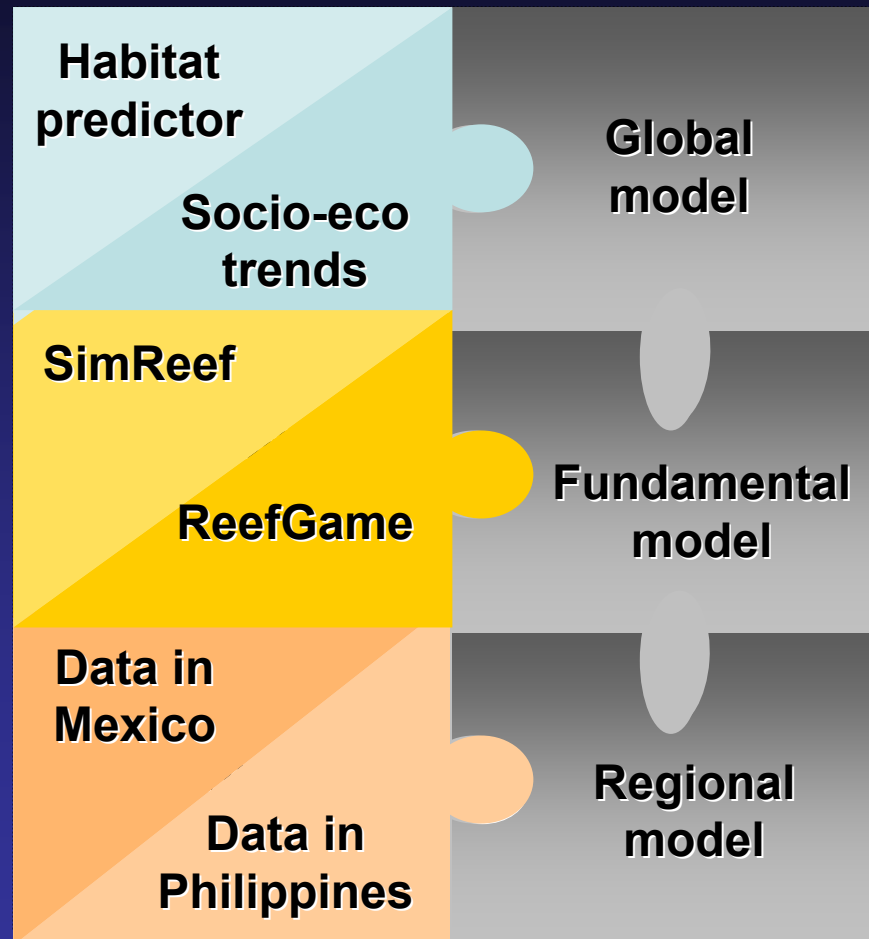 Habitat
predictor
Socio-eco
trends
Global
model
SimReef
ReefGame
Fundamental
model
Data in
Mexico
Data in
Philippines
Regional
model